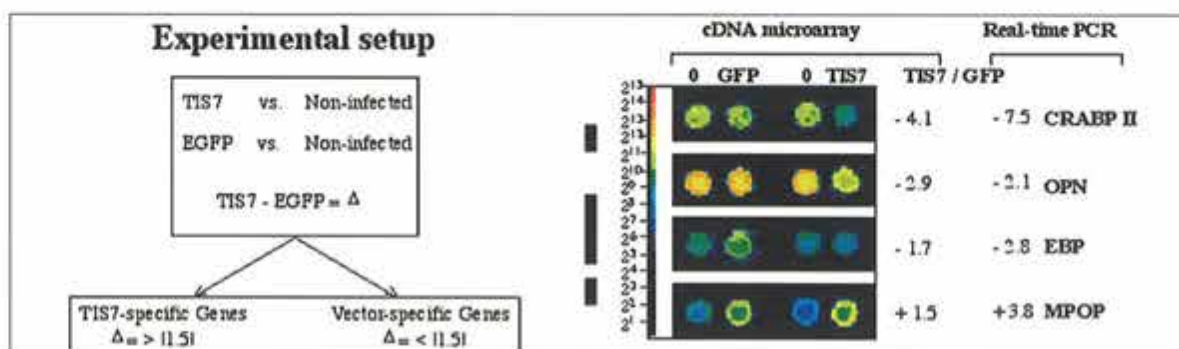 Experimental setup
TIS7 vs. Non-infected
EGFP vs. Non-infected
TIS7 - EGFP = Δ
TIS7-specific Genes
Δ = > |1.5|
Vector-specific Genes
Δ = < |1.5|
cDNA microarray
Real-time PCR
0 GFP 0 TIS7 TIS7 / GFP
- 4.1 - 7.5 CRABP II
- 2.9 - 2.1 OPN
- 1.7 - 2.8 EBP
+ 1.5 +3.8 MPOP